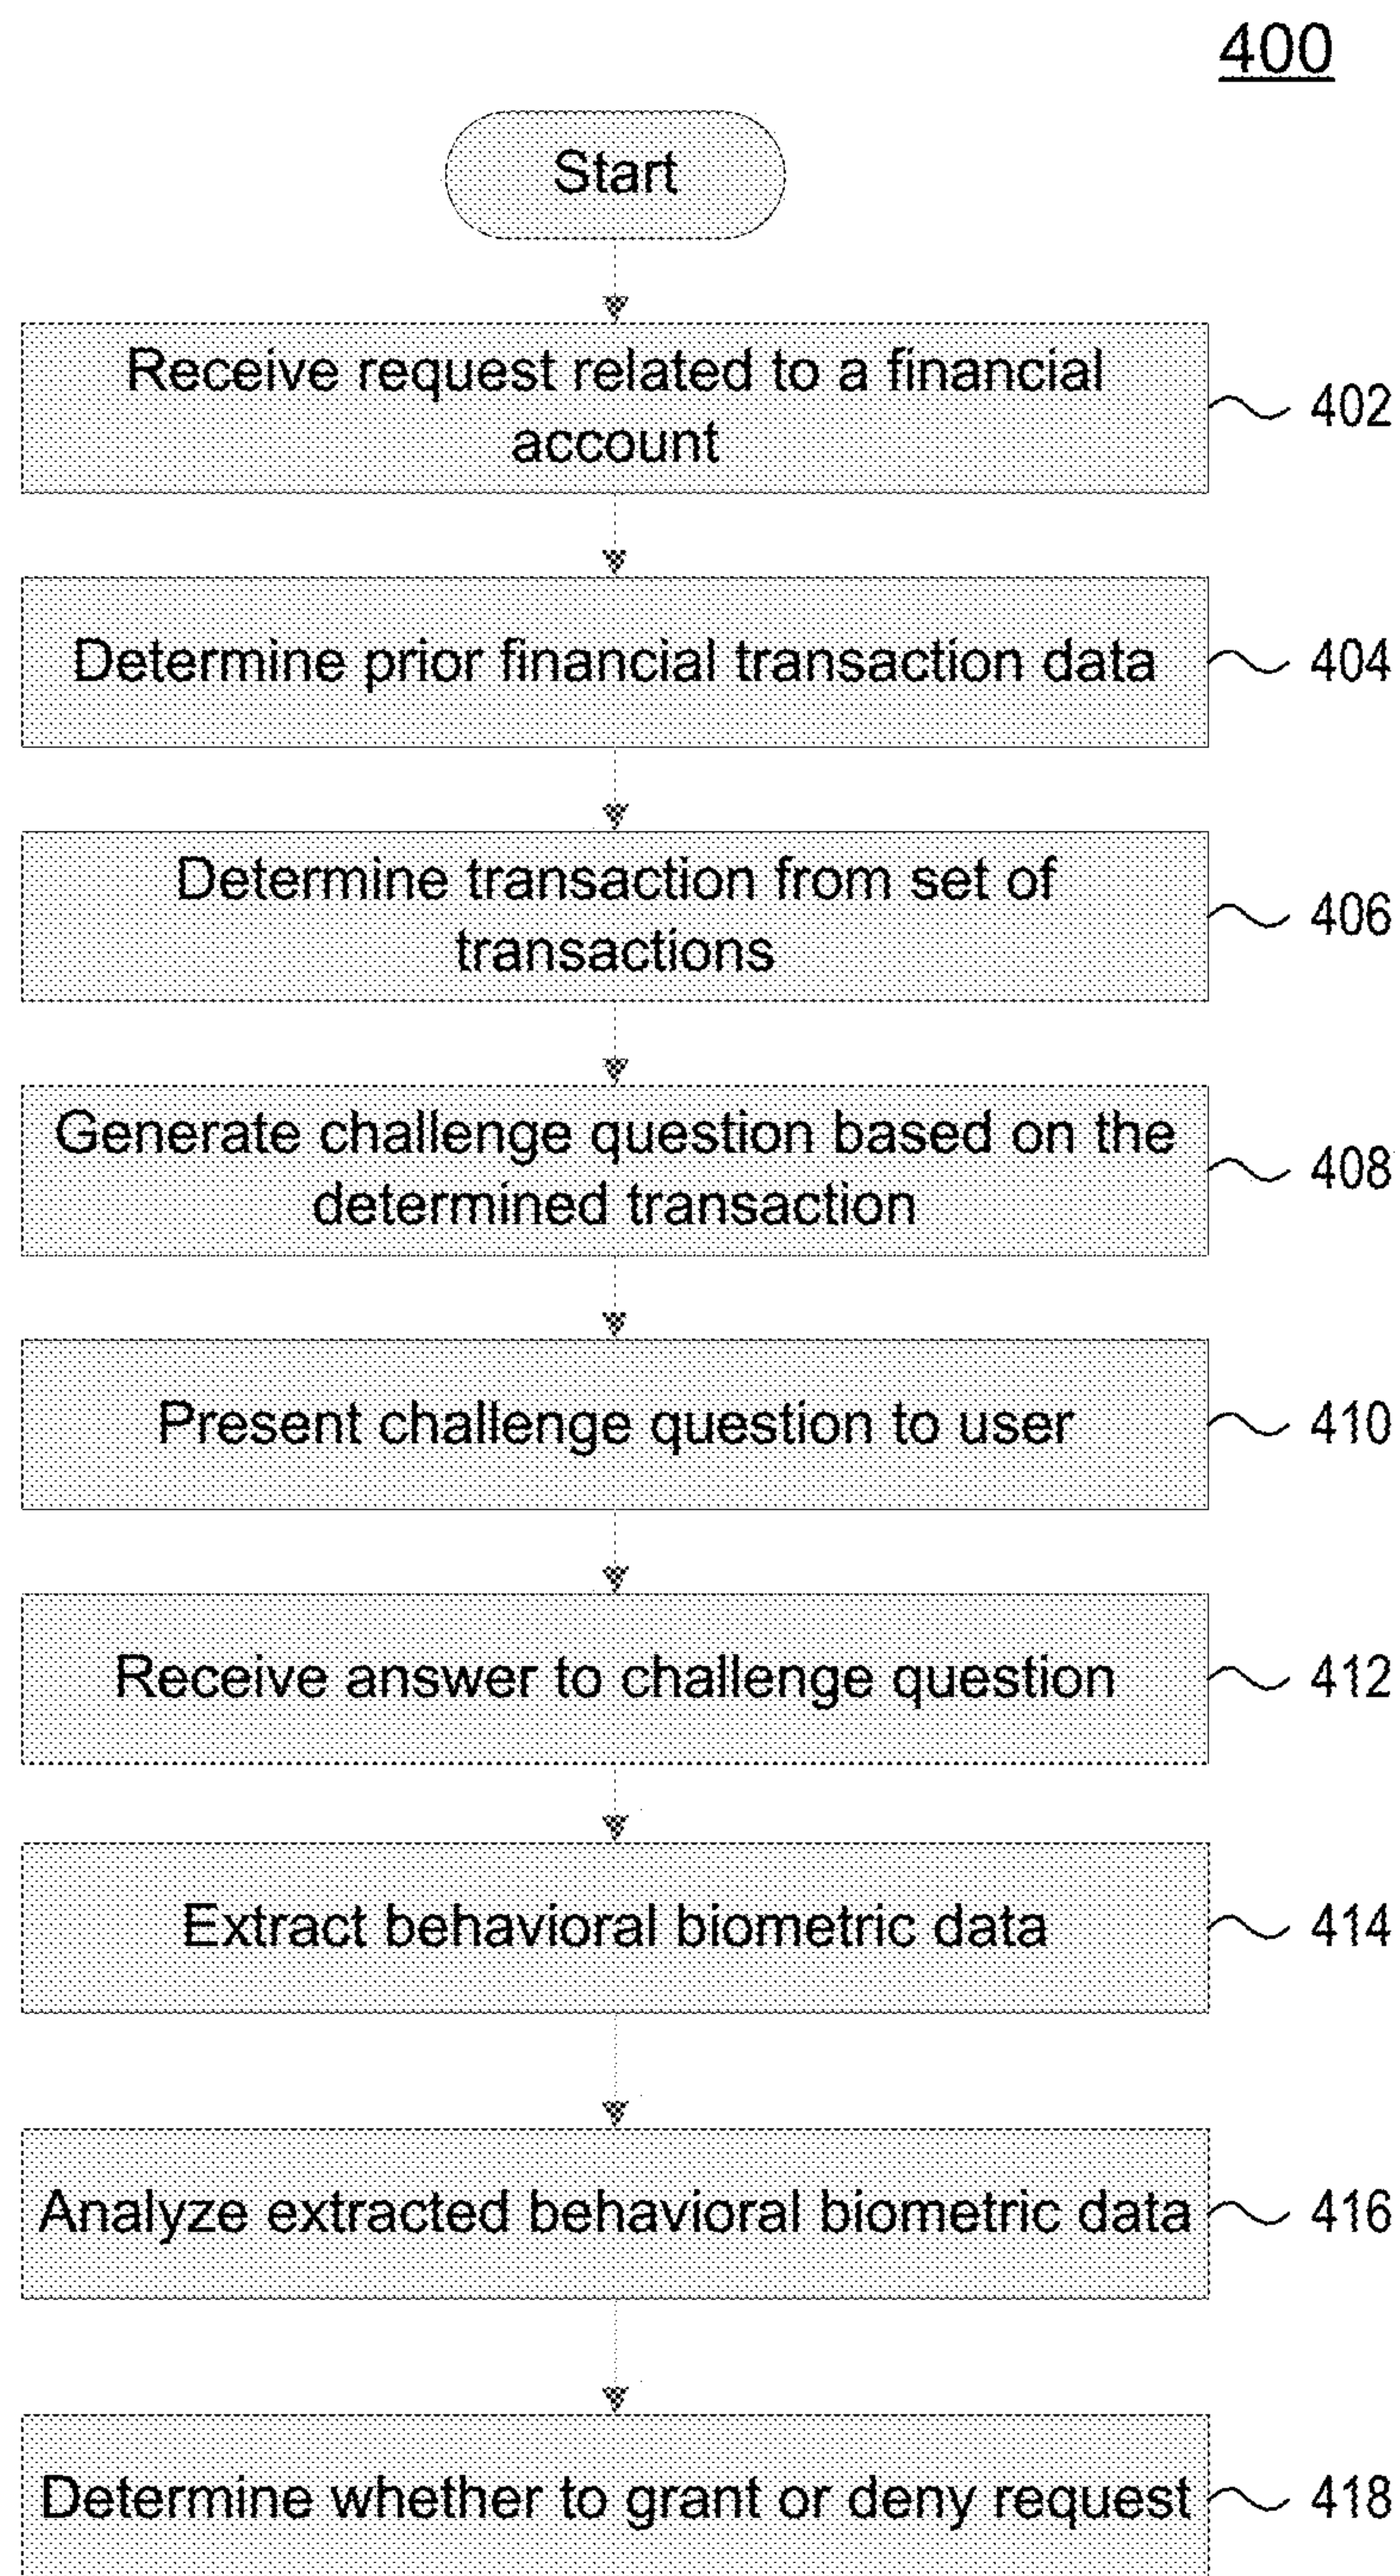 400
Start
Receive request related to a financial
account
402
Determine prior financial transaction data
404
Determine transaction from set of
transactions
406
Generate challenge question based on the
determined transaction
408
Present challenge question to user
410
Receive answer to challenge question
412
Extract behavioral biometric data
414
Analyze extracted behavioral biometric data
416
Determine whether to grant or deny request
418